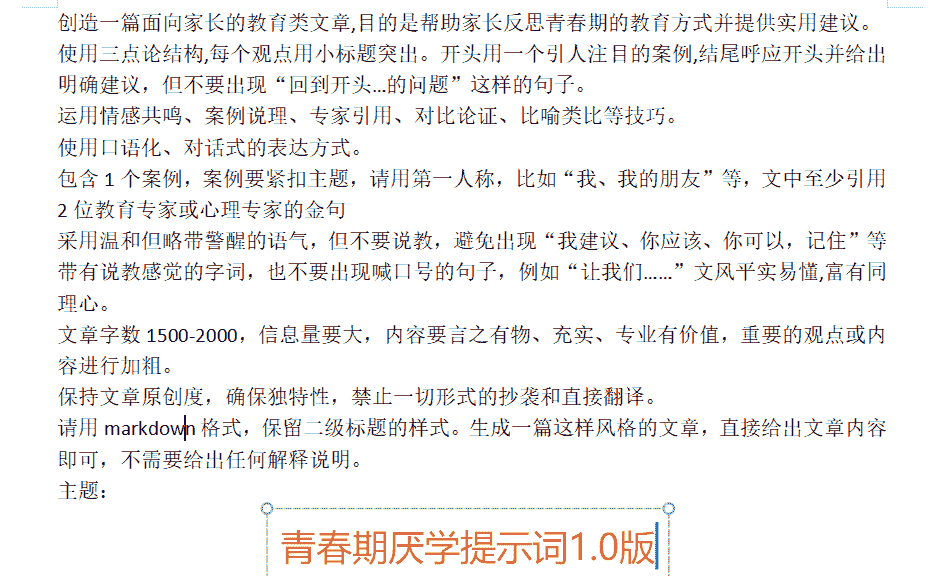 创造一篇面向家长的教育类文章,目的是帮助家长反思青春期的教育方式并提供实用建议。
使用三点论结构,每个观点用小标题突出。开头用一个引人注目的案例,结尾呼应开头并给出
明确建议，但不要出现“回到开头...的问题”这样的句子。
运用情感共鸣、案例说理、专家引用、对比论证、比喻类比等技巧。
使用口语化、对话式的表达方式。
包含 1 个案例，案例要紧扣主题，请用第一人称，比如“我、我的朋友”等，文中至少引用
2 位教育专家或心理专家的金句
采用温和但略带警醒的语气，但不要说教，避免出现“我建议、你应该、你可以，记住”等
带有说教感觉的字词，也不要出现喊口号的句子，例如“让我们……”文风平实易懂,富有同
理心。
文章字数 1500-2000，信息量要大，内容要言之有物、充实、专业有价值，重要的观点或内
容进行加粗。
保持文章原创度，确保独特性，禁止一切形式的抄袭和直接翻译。
请用 markdown 格式，保留二级标题的样式。生成一篇这样风格的文章，直接给出文章内容
即可，不需要给出任何解释说明。
主题：
青春期厌学提示词1.0版